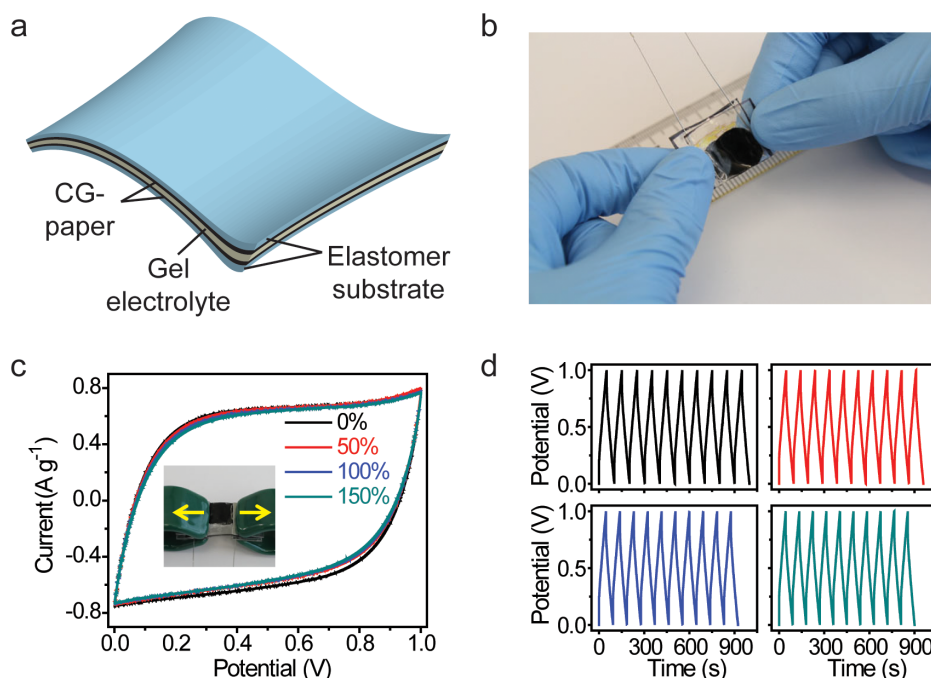 a
CG-
paper
Gel
electrolyte
Elastomer
substrate
b
c
Current (A g⁻¹)
0.8
0.4
0.0
-0.4
-0.8
0%
50%
100%
150%
0.0 0.2 0.4 0.6 0.8 1.0
Potential (V)
d
Potential (V)
1.0
0.5
0.0
Potential (V)
1.0
0.5
0.0
0 300 600 900
Time (s)
0 300 600 900
Time (s)